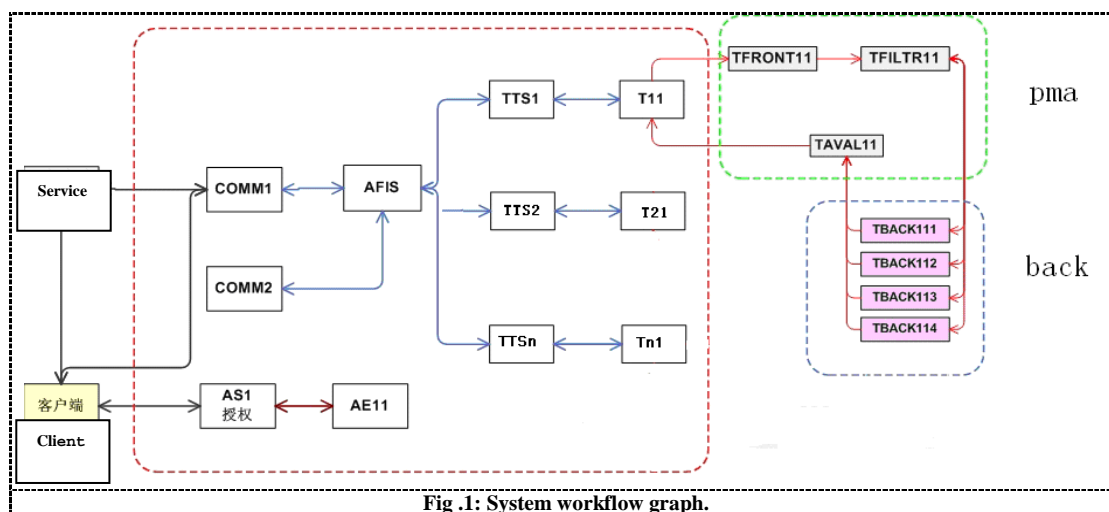 TFRONT11
TFILTR11
pma
TTS1
T11
TAVAL11
Service
COMM1
AFIS
TTS2
T21
TBACK111
TBACK112
TBACK113
TBACK114
back
COMM2
TTSn
Tn1
客户端
Client
AS1
授权
AE11
Fig .1: System workflow graph.